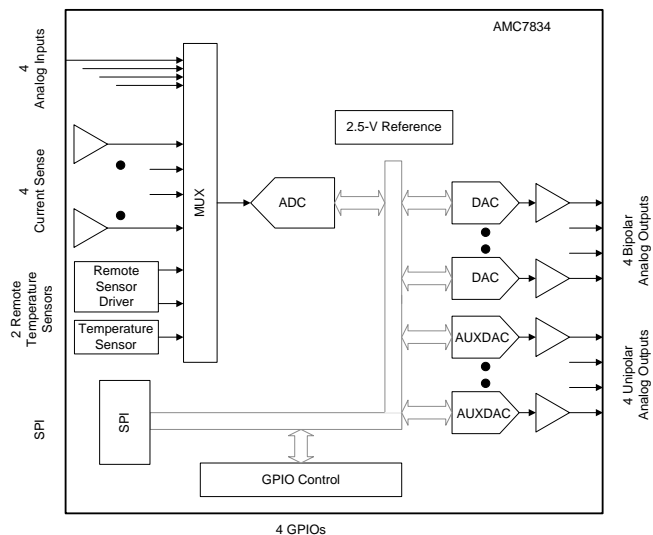 AMC7834
4
Analog Inputs
4
Current Sense
2 Remote
Temperature
Sensors
SPI
MUX
Remote
Sensor
Driver
Temperature
Sensor
SPI
ADC
2.5-V Reference
GPIO Control
DAC
DAC
AUXDAC
AUXDAC
4 Bipolar
Analog Outputs
4 Unipolar
Analog Outputs
4 GPIOs